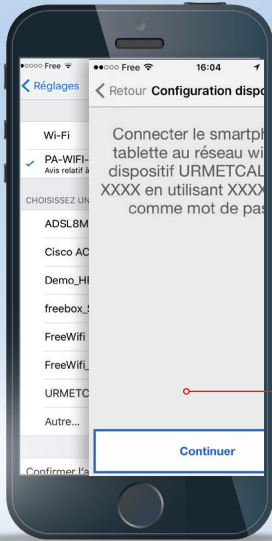 ●○○○○ Free
Réglages
Wi-Fi
✓ PA-WIFI-
Avis relatif à
CHOISISSEZ UN
ADSL8M
Cisco AC
Demo_H
freebox_
FreeWifi
FreeWifi_
URMETC
Autre...
Confirmer l'a
●●○○○ Free 16:04
Retour Configuration dispo
Connecter le smartph
tablette au réseau wi
dispositif URMETCAL
XXXX en utilisant XXXX
comme mot de pas
Continuer